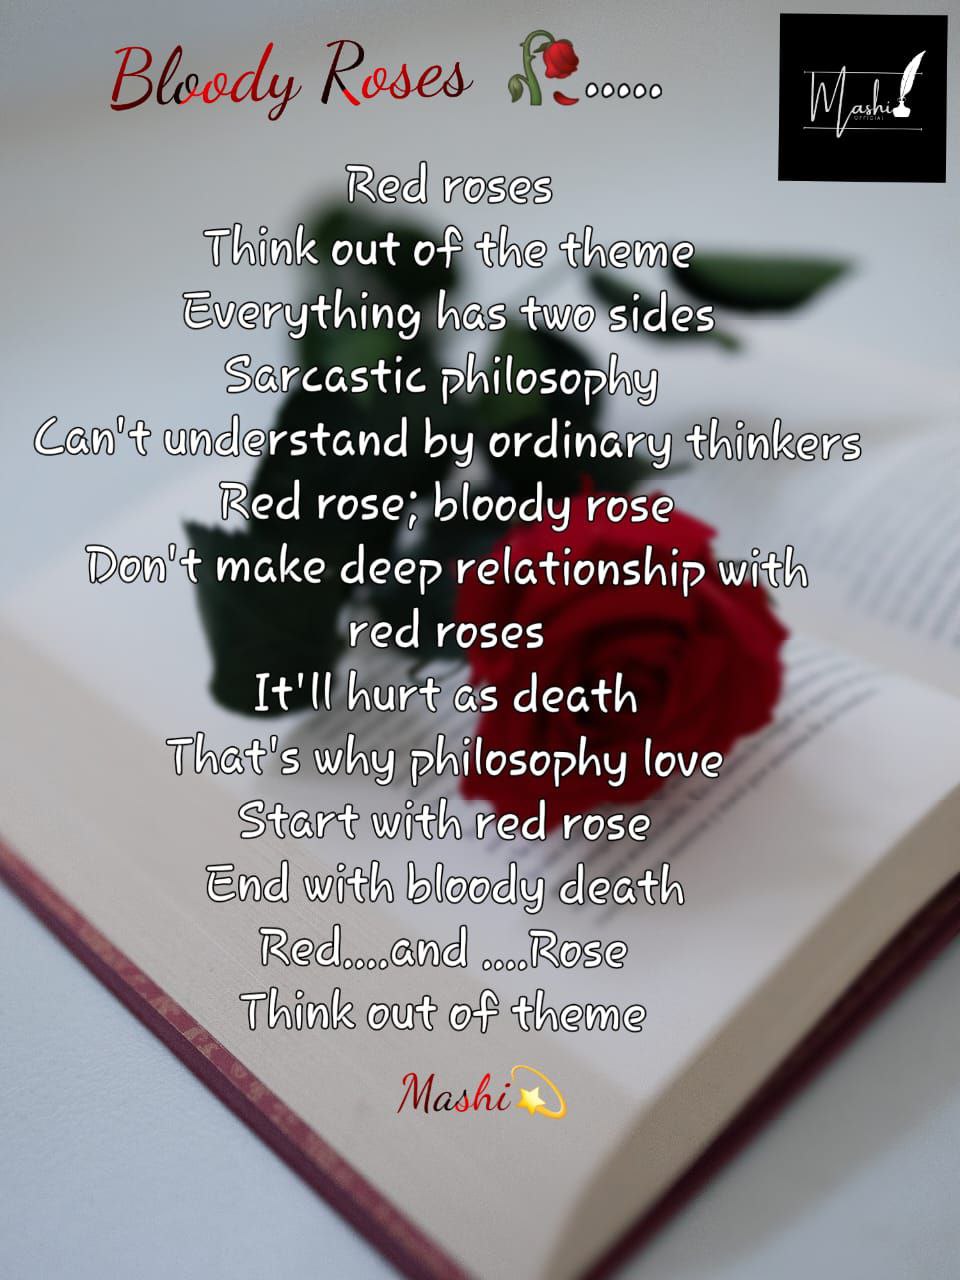 Bloody Roses 🥀.....
Mashi
OFFICIAL
Red roses
Think out of the theme
Everything has two sides
Sarcastic philosophy
Can't understand by ordinary thinkers
Red rose; bloody rose
Don't make deep relationship with
red roses
It'll hurt as death
That's why philosophy love
Start with red rose
End with bloody death
Red....and ....Rose
Think out of theme
Mashi💫